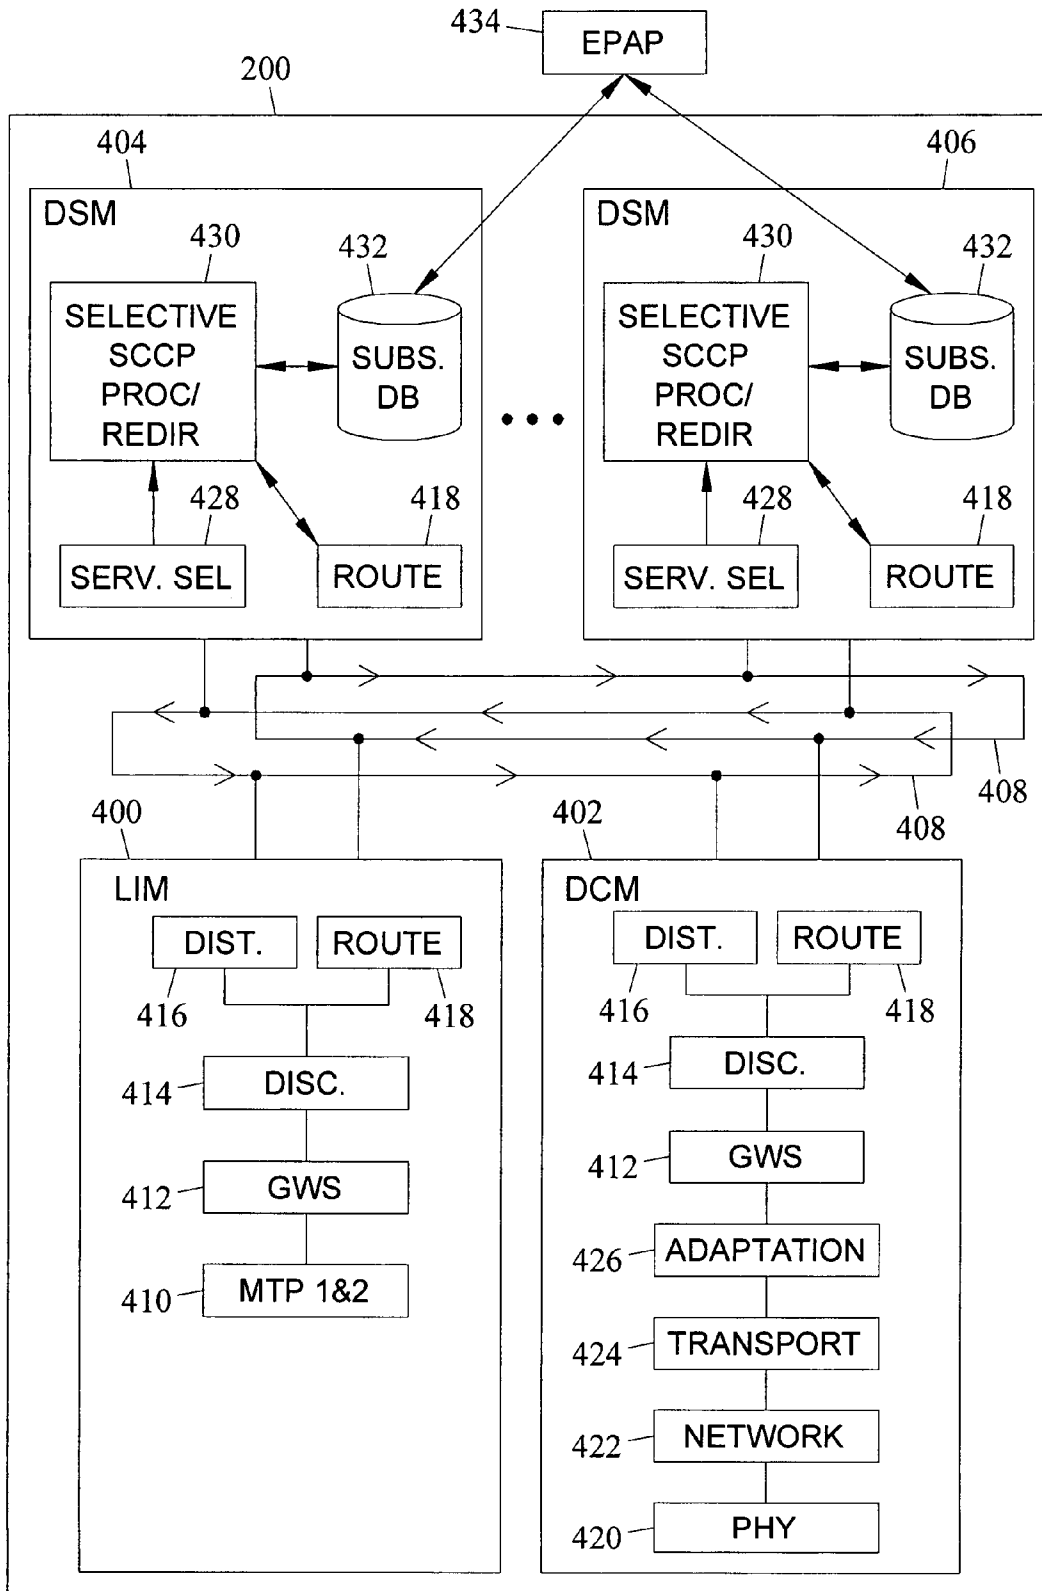 434
EPAP
200
404
406
DSM
430
432
SELECTIVE
SCCP
PROC/
REDIR
SUBS.
DB
428
418
SERV. SEL
ROUTE
DSM
430
432
SELECTIVE
SCCP
PROC/
REDIR
SUBS.
DB
428
418
SERV. SEL
ROUTE
408
408
400
LIM
DIST.
ROUTE
416
418
414
DISC.
412
GWS
410
MTP 1&2
402
DCM
DIST.
ROUTE
416
418
414
DISC.
412
GWS
426
ADAPTATION
424
TRANSPORT
422
NETWORK
420
PHY